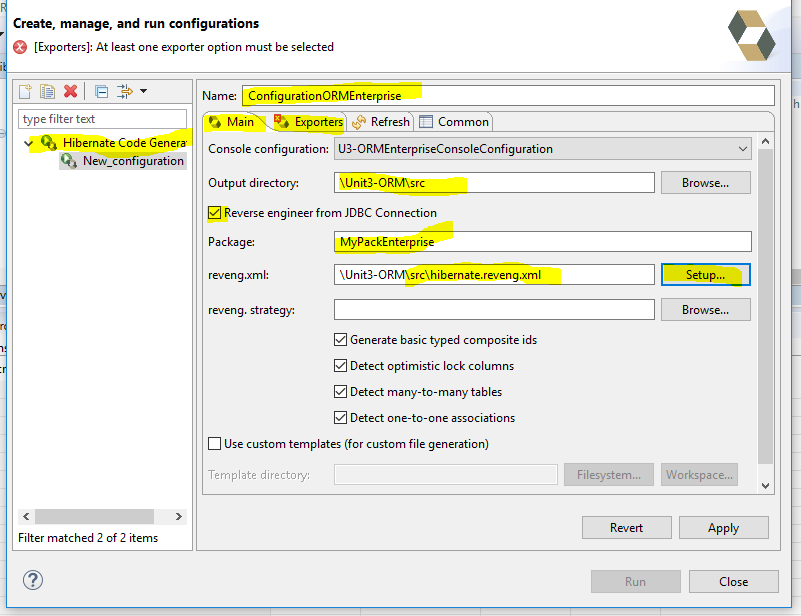 Create, manage, and run configurations
[Exporters]: At least one exporter option must be selected
type filter text
Hibernate Code Genera
New_configuration
Filter matched 2 of 2 items
Name: ConfigurationORMEnterprise
Main Exporters Refresh Common
Console configuration: U3-ORMEnterpriseConsoleConfiguration
Output directory: \Unit3-ORM\src Browse...
Reverse engineer from JDBC Connection
Package: MyPackEnterprise
reveng.xml: \Unit3-ORM\src\hibernate.reveng.xml Setup...
reveng. strategy: Browse...
Generate basic typed composite ids
Detect optimistic lock columns
Detect many-to-many tables
Detect one-to-one associations
Use custom templates (for custom file generation)
Template directory: Filesystem... Workspace...
Revert Apply
? Run Close